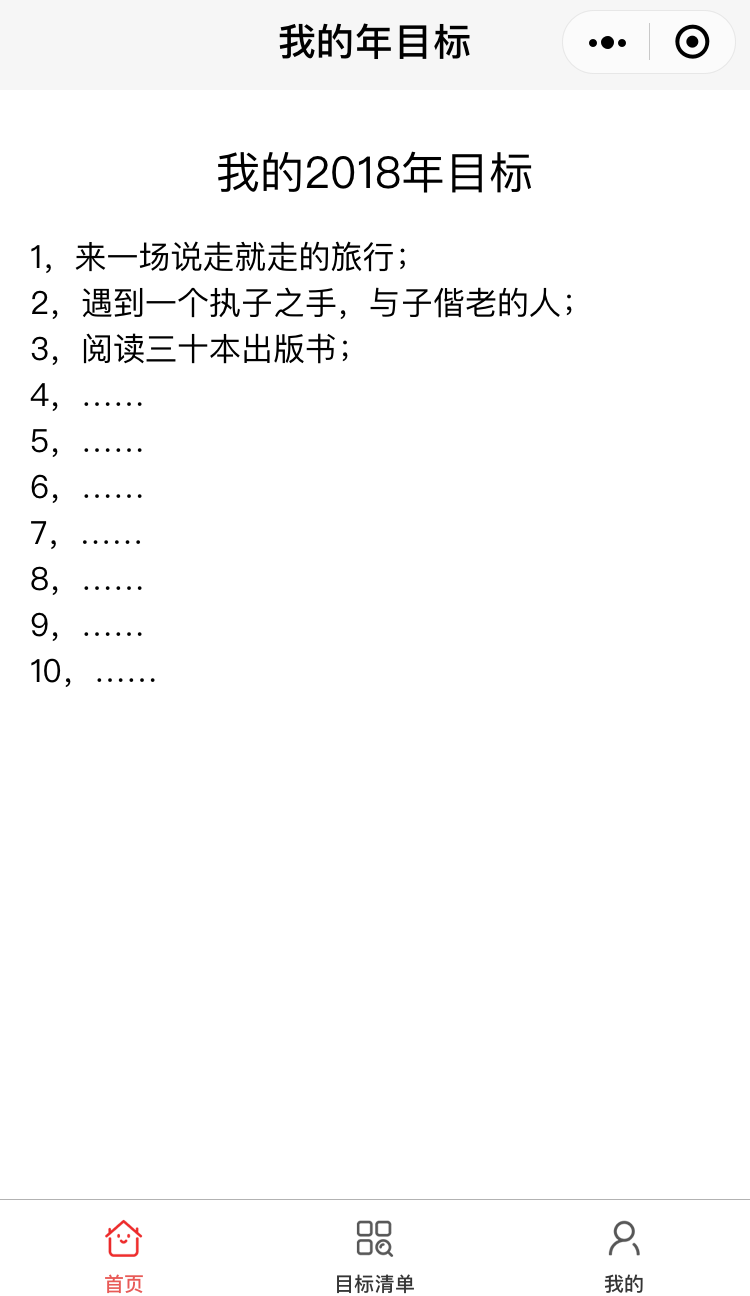 我的年目标
我的2018年目标
1，来一场说走就走的旅行；
2，遇到一个执子之手，与子偕老的人；
3，阅读三十本出版书；
4，……
5，……
6，……
7，……
8，……
9，……
10，……
首页
目标清单
我的